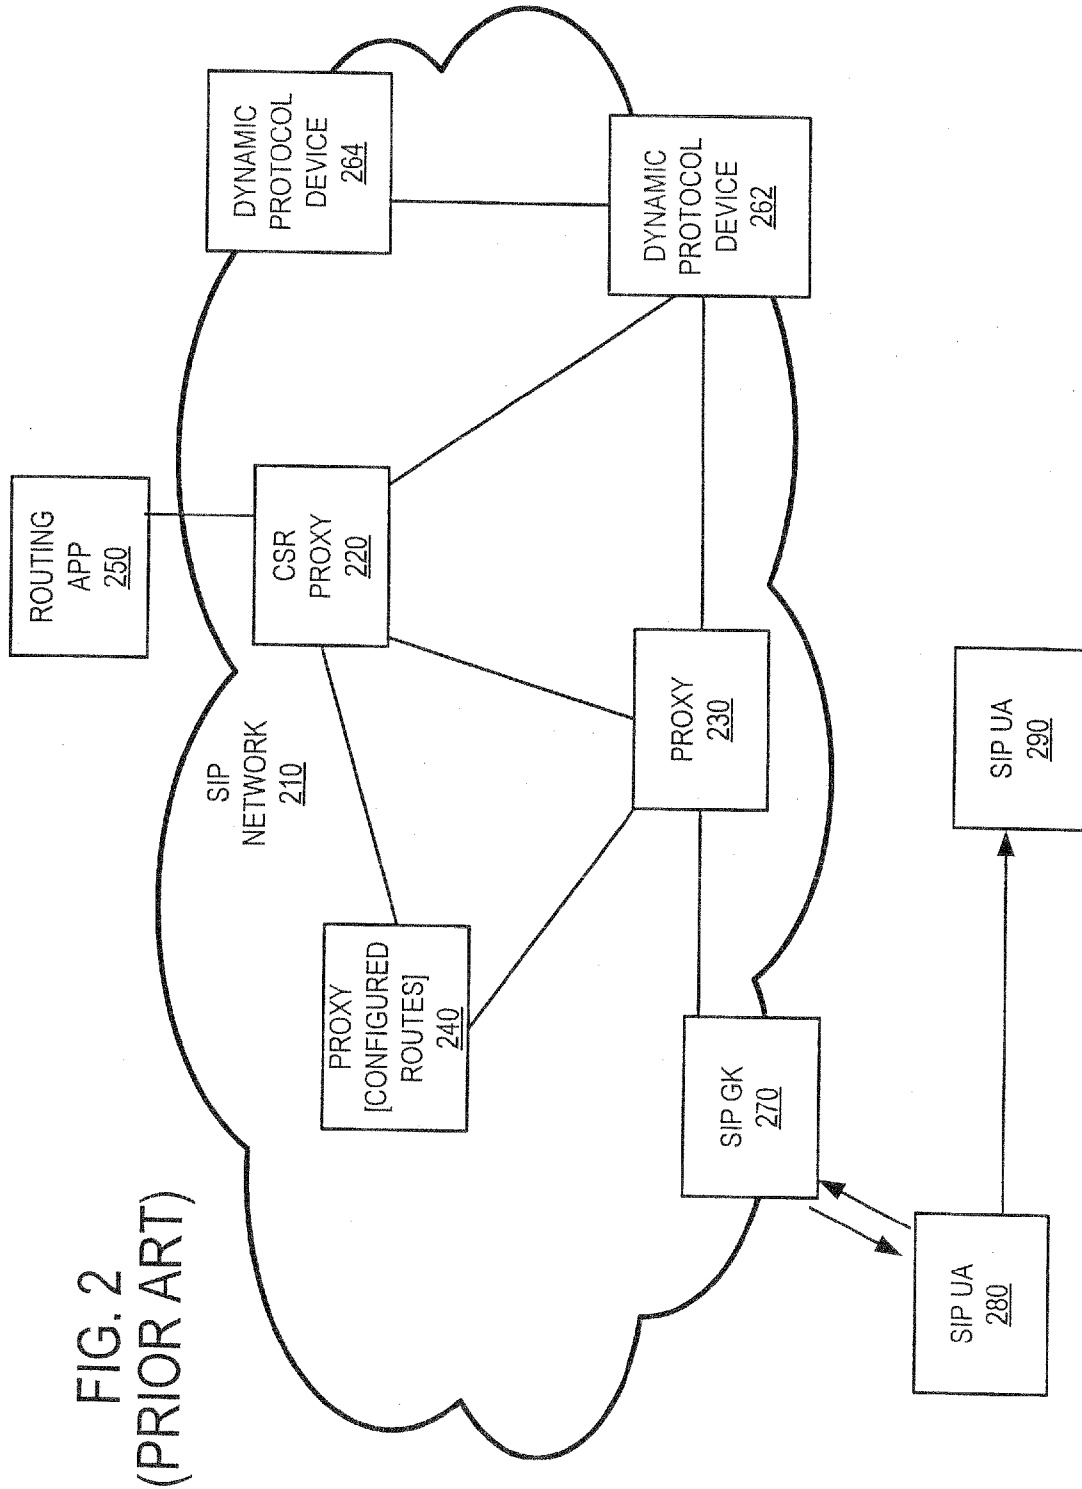 FIG. 2
(PRIOR ART)
ROUTING
APP
250
SIP
NETWORK
210
CSR
PROXY
220
DYNAMIC
PROTOCOL
DEVICE
264
PROXY
[CONFIGURED
ROUTES]
240
PROXY
230
DYNAMIC
PROTOCOL
DEVICE
262
SIP GK
270
SIP UA
280
SIP UA
290